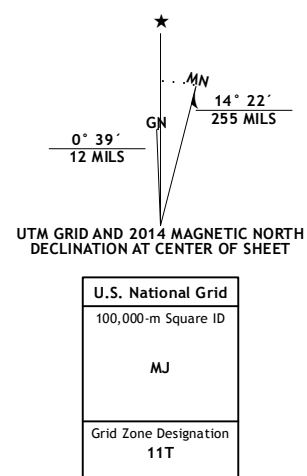 ★
MN
GN
14° 22´
255 MILS
0° 39´
12 MILS
UTM GRID AND 2014 MAGNETIC NORTH
DECLINATION AT CENTER OF SHEET
U.S. National Grid
100,000-m Square ID
MJ
Grid Zone Designation
11T